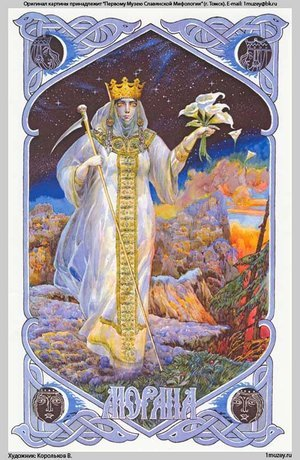 Оригинал картины принадлежит "Первому Музею Славянской Мифологии" (г. Томск). E-mail: 1muzey@bk.ru
МОРАНА
Художник: Корольков В.
1muzey.ru